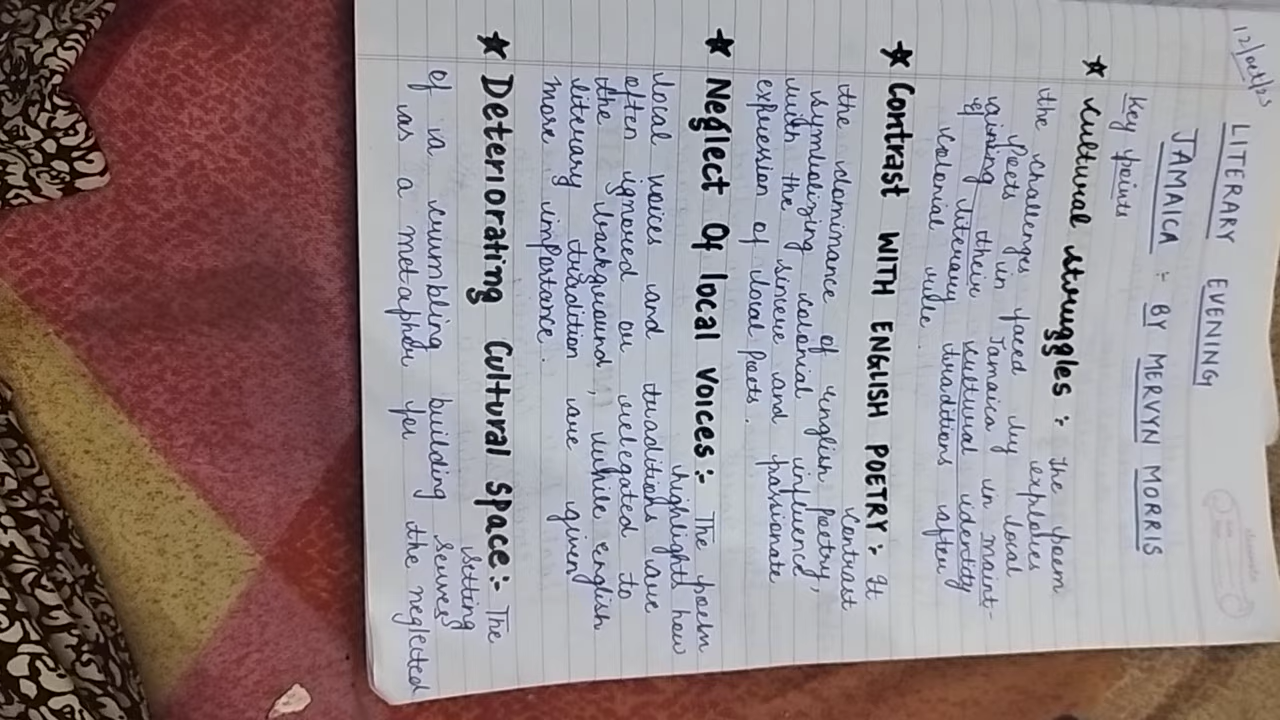 12/oct/25
LITERARY EVENING
JAMAICA :- BY MERVYN MORRIS
Key points
★ cultural struggles : The poem
the challenges faced by local explores
Poets in Jamaica in maint-
aining their cultural identity
& literary traditions after
colonial rule.
★ Contrast WITH ENGLISH POETRY :- It
contrast
the dominance of english poetry,
symbolizing colonial influend
with the sincere and passionate
expression of local poets.
★ Neglect Of local voices :- The poem
highlights how
local voices and traditions are
often ignored or relegated to
the background, while english
literary tradition are given
more importance.
★ Deteriorating Cultural space:- The
setting
of a crumbling building serves
as a metaphor for the neglected